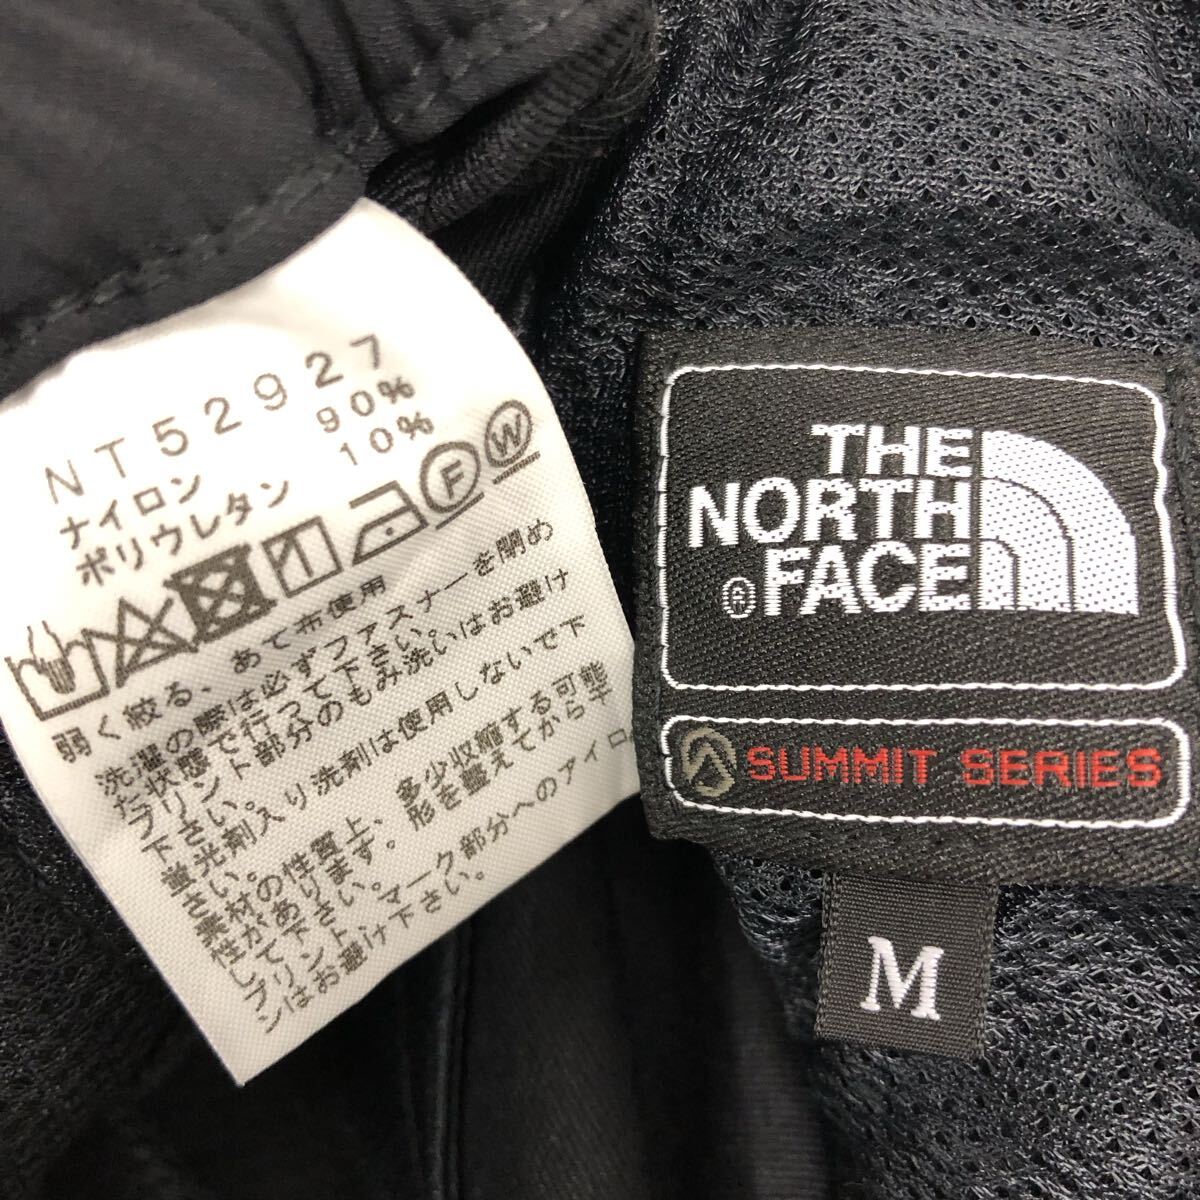 NT52927
ナイロン 90%
ポリウレタン 10%
F W
弱く絞る、あて布使用
洗濯の際は必ずファスナーを閉め
た状態で行って下さい。
プリント部分のもみ洗いはお避け
下さい。
蛍光剤入り洗剤は使用しないで下
さい。
素材の性質上、多少収縮する可能
性があります。形を整えてから干
して下さい。
プリント、マーク部分へのアイロ
ンはお避け下さい。
THE
NORTH
FACE
®
SUMMIT SERIES
M